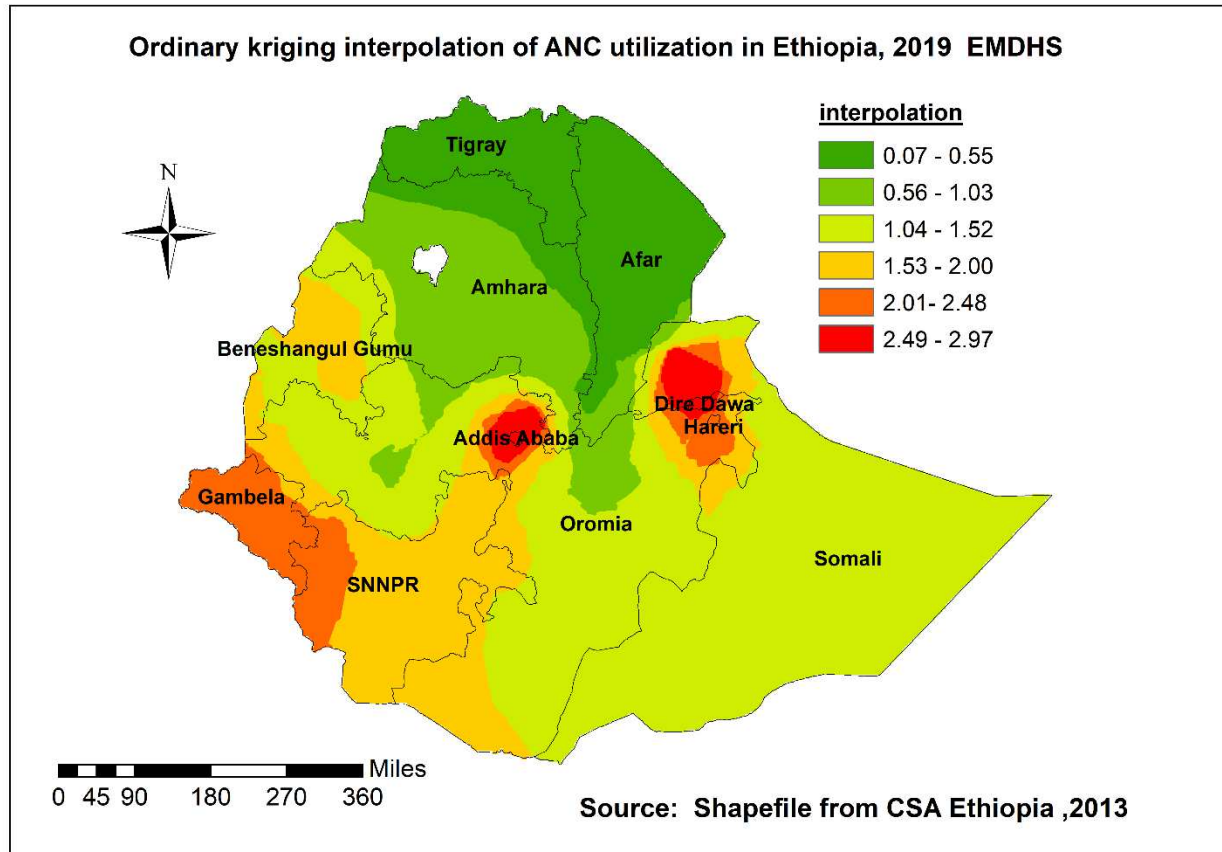 Ordinary kriging interpolation of ANC utilization in Ethiopia, 2019  EMDHS
interpolation
0.07 - 0.55
0.56 - 1.03
1.04 - 1.52
1.53 - 2.00
2.01- 2.48
2.49 - 2.97
N
Tigray
Afar
Amhara
Beneshangul Gumu
Dire Dawa
Hareri
Addis Ababa
Gambela
Oromia
Somali
SNNPR
Miles
0 45 90 180 270 360
Source:  Shapefile from CSA Ethiopia ,2013